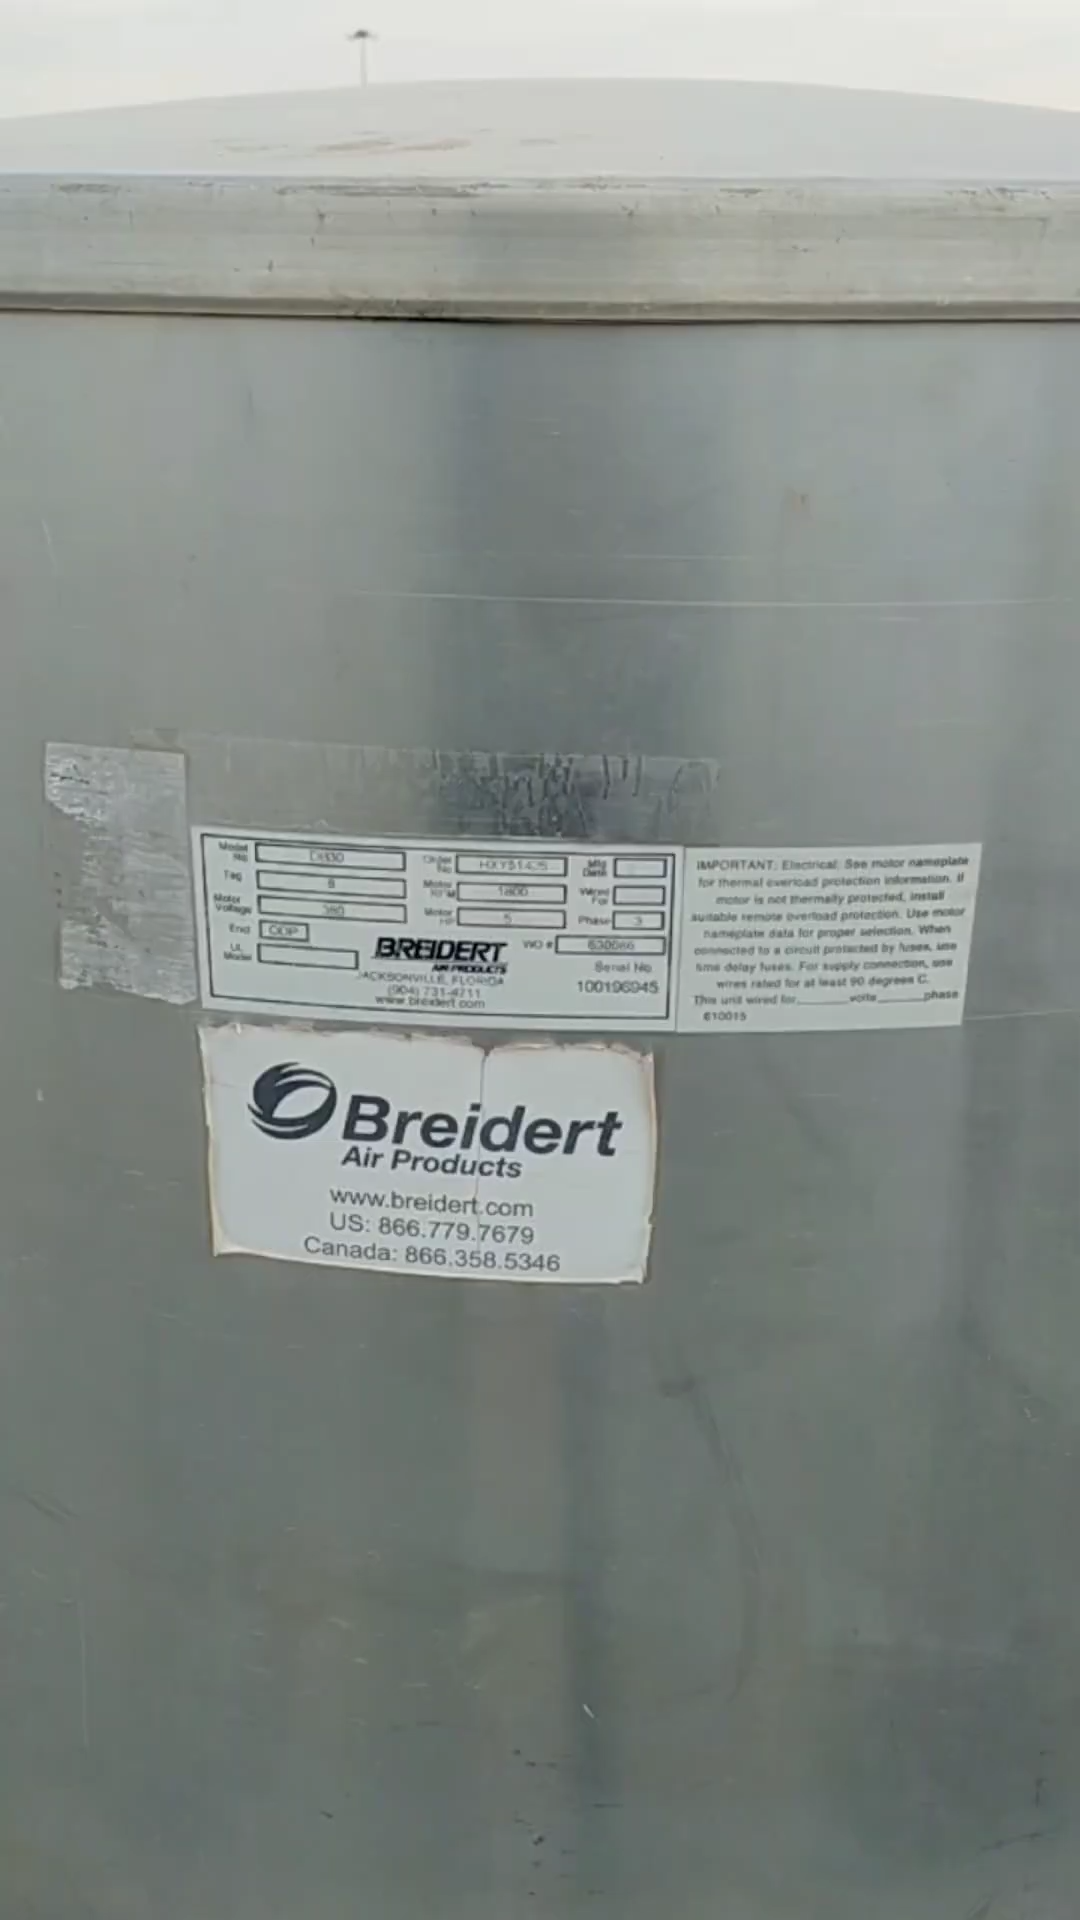 Model No
Order No
Mfg Date
Tag 8
Motor RPM 1800
Wired For
Motor Voltage 380
Motor HP 5
Phase 3
Encl ODP
WO # 630686
UL Model
BREIDERT
AIR PRODUCTS
JACKSONVILLE, FLORIDA
(904) 731-4711
www.breidert.com
Serial No.
100196945
IMPORTANT: Electrical: See motor nameplate
for thermal overload protection information. If
motor is not thermally protected, install
suitable remote overload protection. Use motor
nameplate data for proper selection. When
connected to a circuit protected by fuses, use
time delay fuses. For supply connection, use
wires rated for at least 90 degrees C.
This unit wired for________volts________phase
610015
Breidert
Air Products
www.breidert.com
US: 866.779.7679
Canada: 866.358.5346